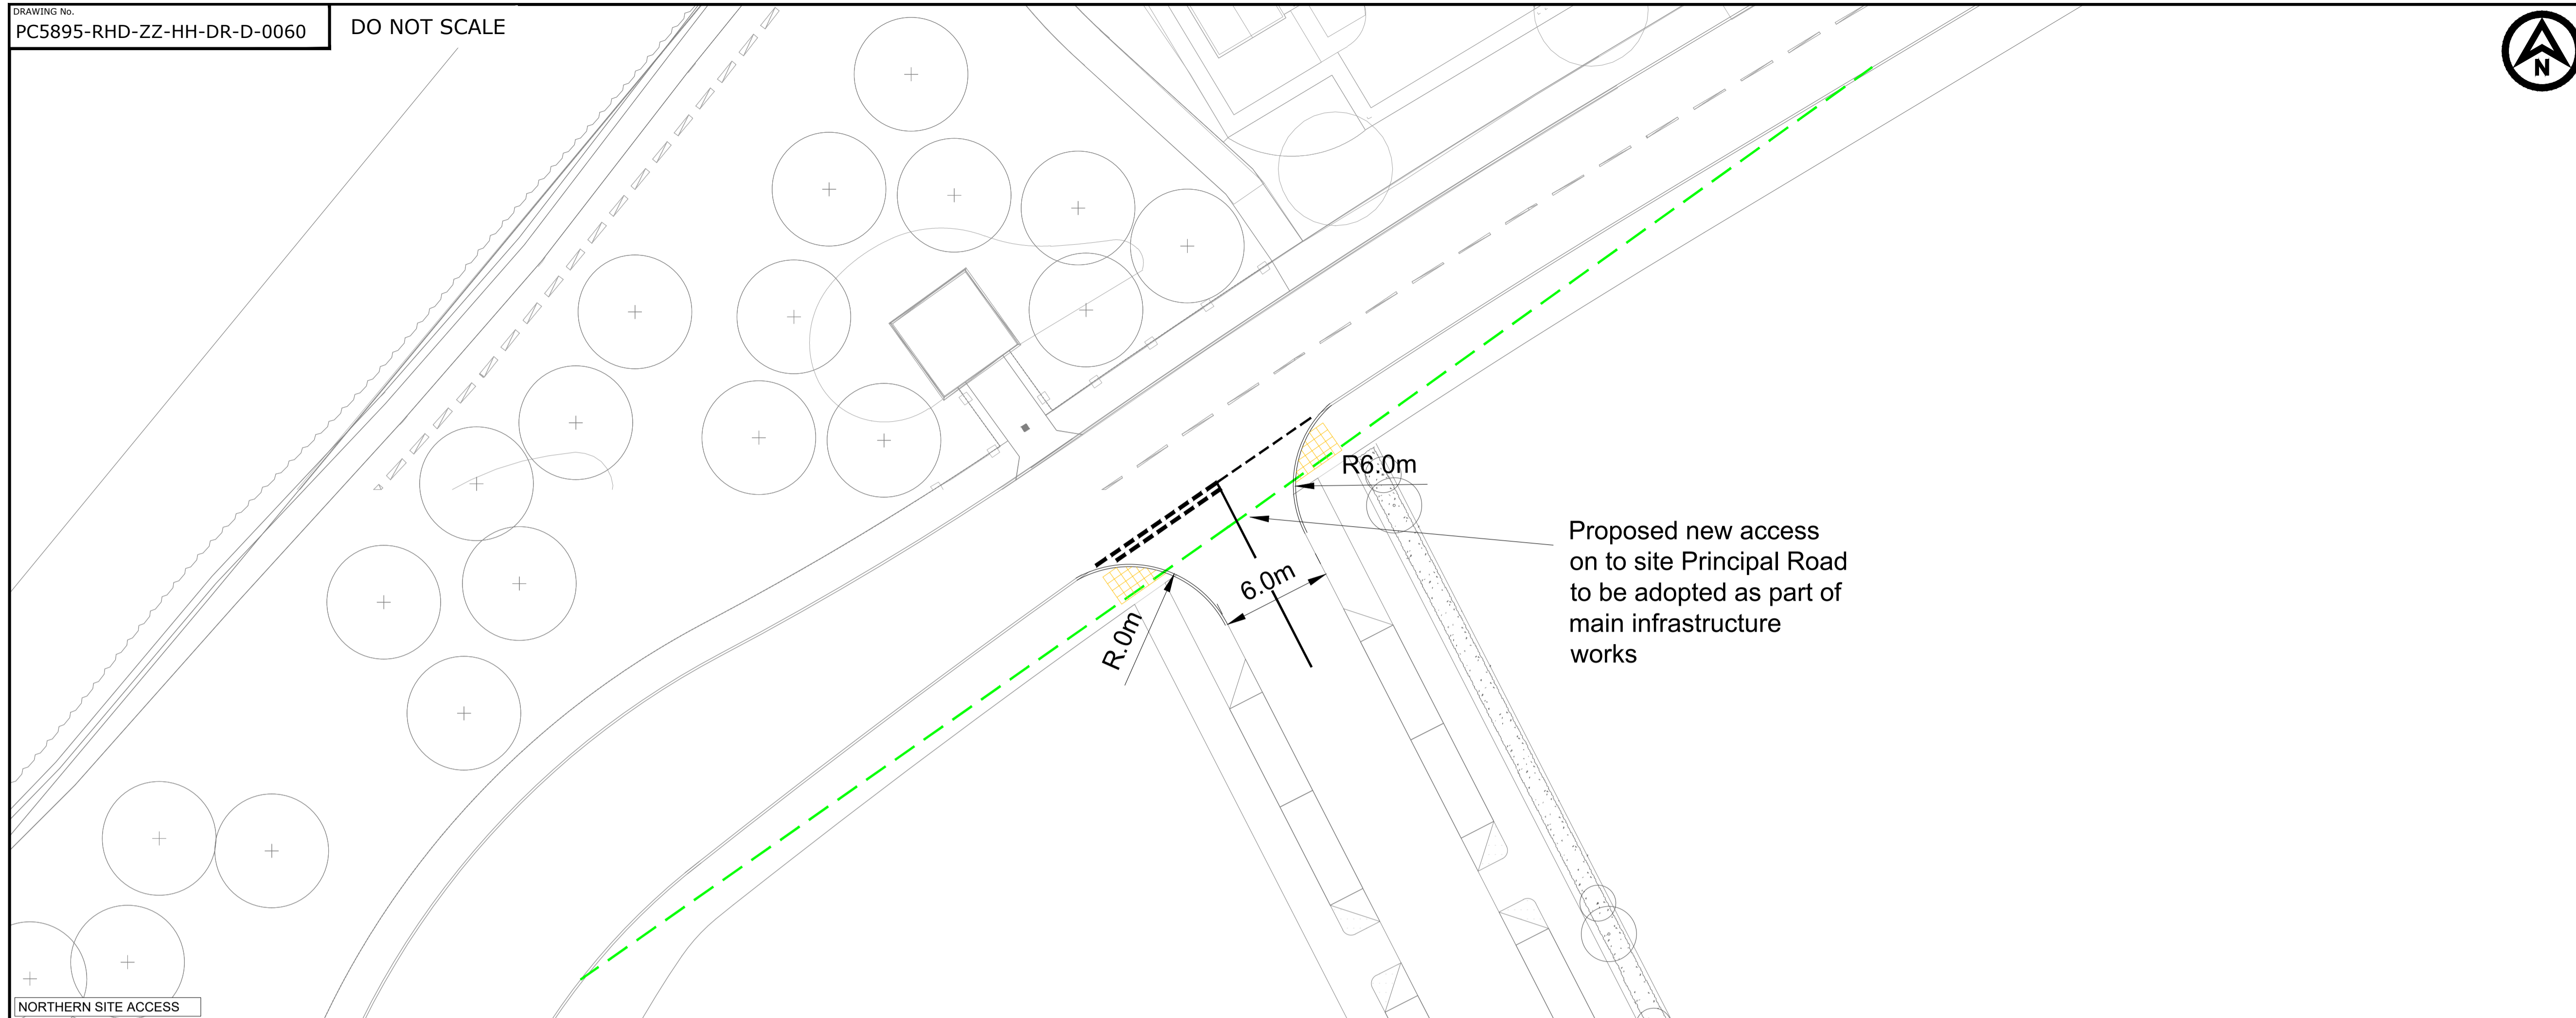 DRAWING No.
PC5895-RHD-ZZ-HH-DR-D-0060
DO NOT SCALE
N
R6.0m
6.0m
R.0m
Proposed new access
on to site Principal Road
to be adopted as part of
main infrastructure
works
NORTHERN SITE ACCESS